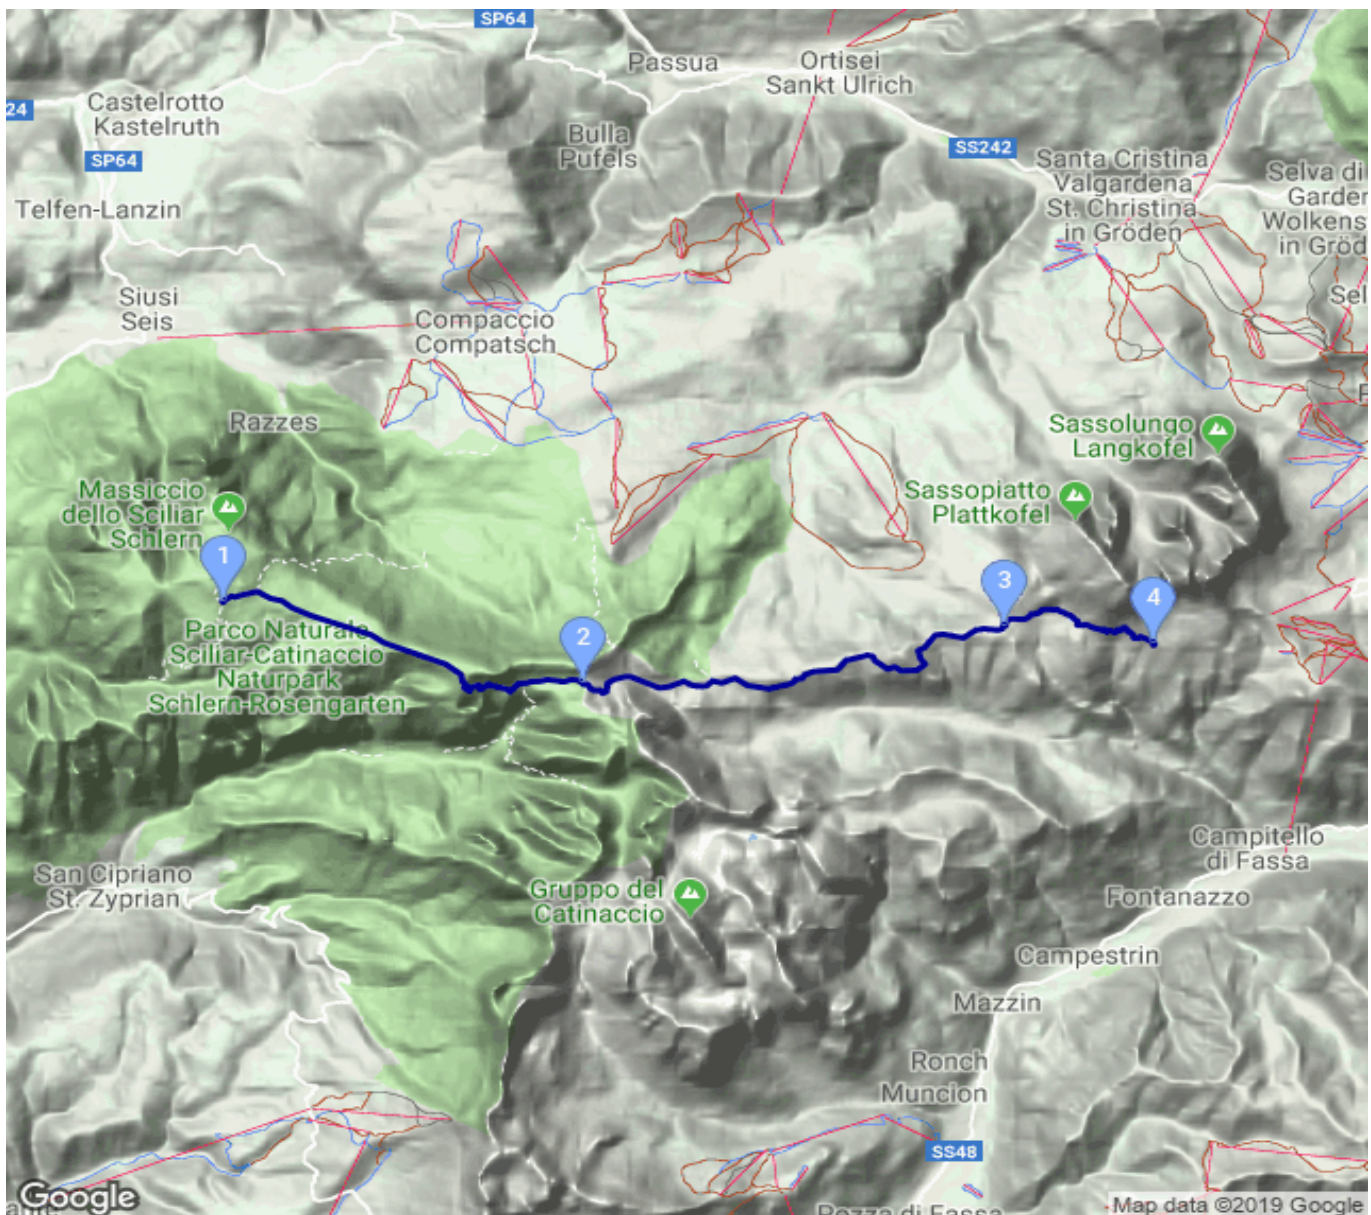 SP64
Passua
Ortisei
Sankt Ulrich
24
Castelrotto
Kastelruth
SP64
Bulla
Pufels
SS242
Santa Cristina
Valgardena
St. Christina
in Gröden
Selva di
Garder
Wolkens
in Gröd
Telfen-Lanzin
Siusi
Seis
Sel
Compaccio
Compatsch
Razzes
Sassolungo
Langkofel
Massiccio
dello Sciliar
Schlern
Sassopiatto
Plattkofel
1
2
3
4
Parco Naturale
Sciliar-Catinaccio
Naturpark
Schlern-Rosengarten
Campitello
di Fassa
San Cipriano
St. Zyprian
Gruppo del
Catinaccio
Fontanazzo
Campestrin
Mazzin
Ronch
Muncion
SS48
Google
Pozza di Fassa
Map data ©2019 Google